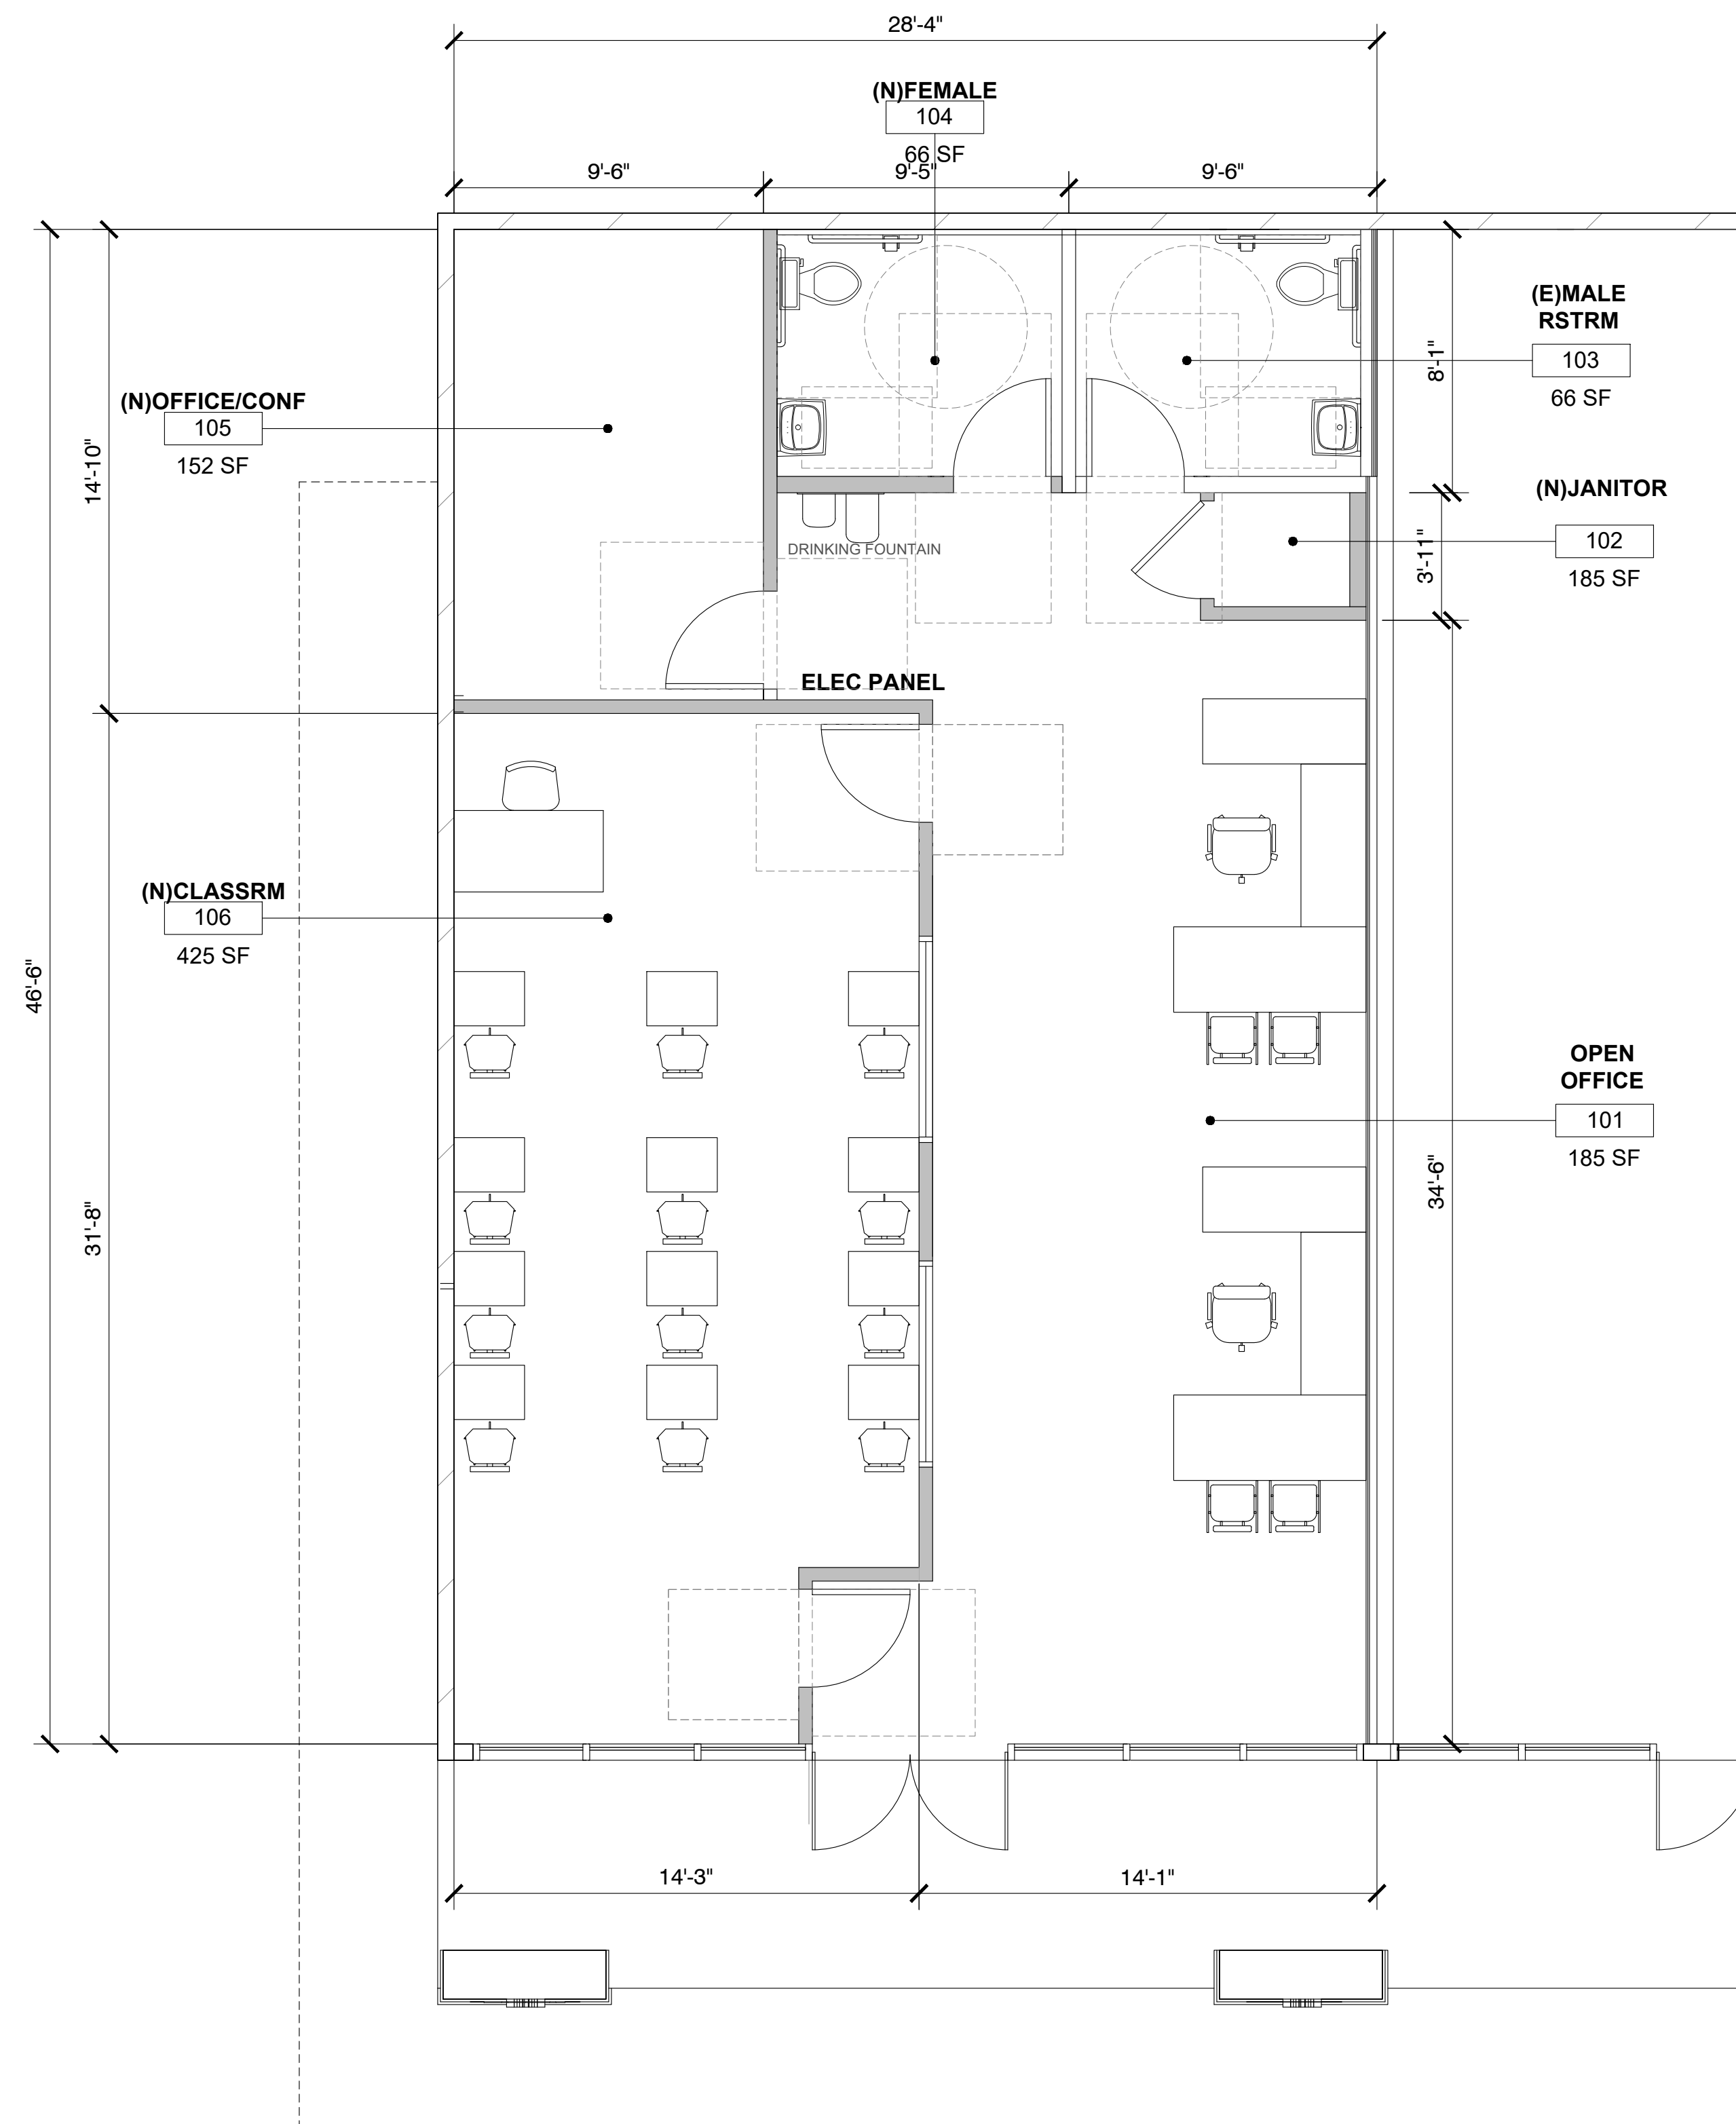 28'-4"
(N)FEMALE
104
66 SF
9'-6"
9'-5"
9'-6"
(E)MALE
RSTRM
103
66 SF
8'-1"
(N)OFFICE/CONF
105
152 SF
14'-10"
(N)JANITOR
102
185 SF
3'-11"
DRINKING FOUNTAIN
ELEC PANEL
(N)CLASSRM
106
425 SF
46'-6"
OPEN
OFFICE
101
185 SF
31'-8"
34'-6"
14'-3"
14'-1"